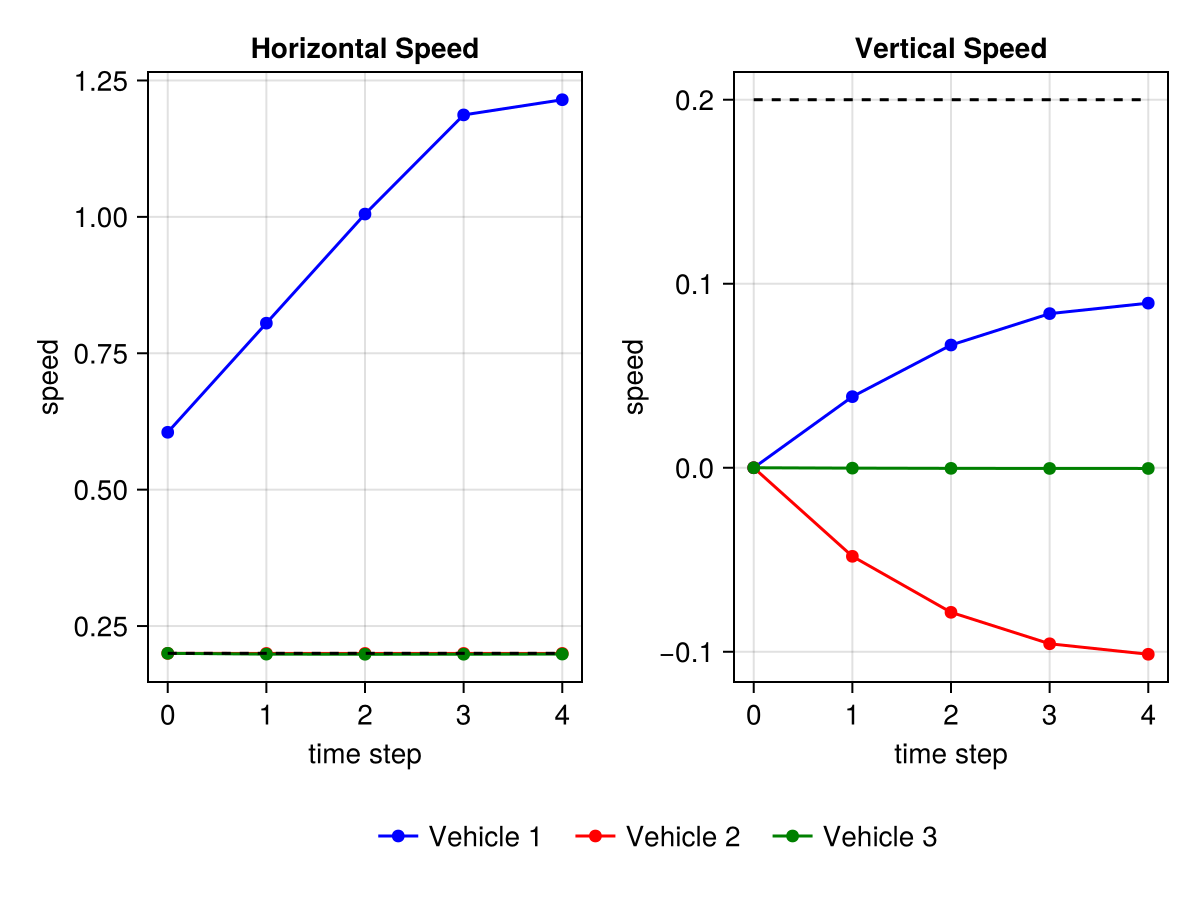 Horizontal Speed
1.25
1.00
0.75
0.50
0.25
speed
0 1 2 3 4
time step
Vertical Speed
0.2
0.1
0.0
−0.1
speed
0 1 2 3 4
time step
Vehicle 1 Vehicle 2 Vehicle 3